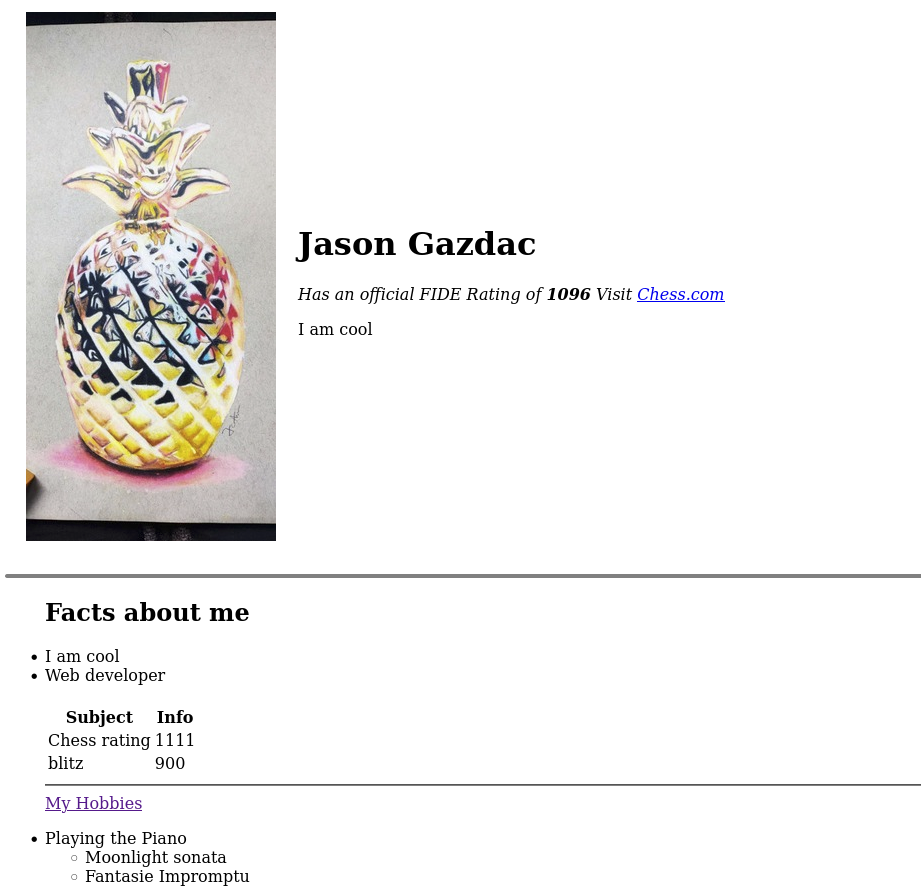 Jason Gazdac
Has an official FIDE Rating of 1096 Visit Chess.com
I am cool
Facts about me
I am cool
Web developer
Subject Info
Chess rating 1111
blitz 900
My Hobbies
Playing the Piano
Moonlight sonata
Fantasie Impromptu